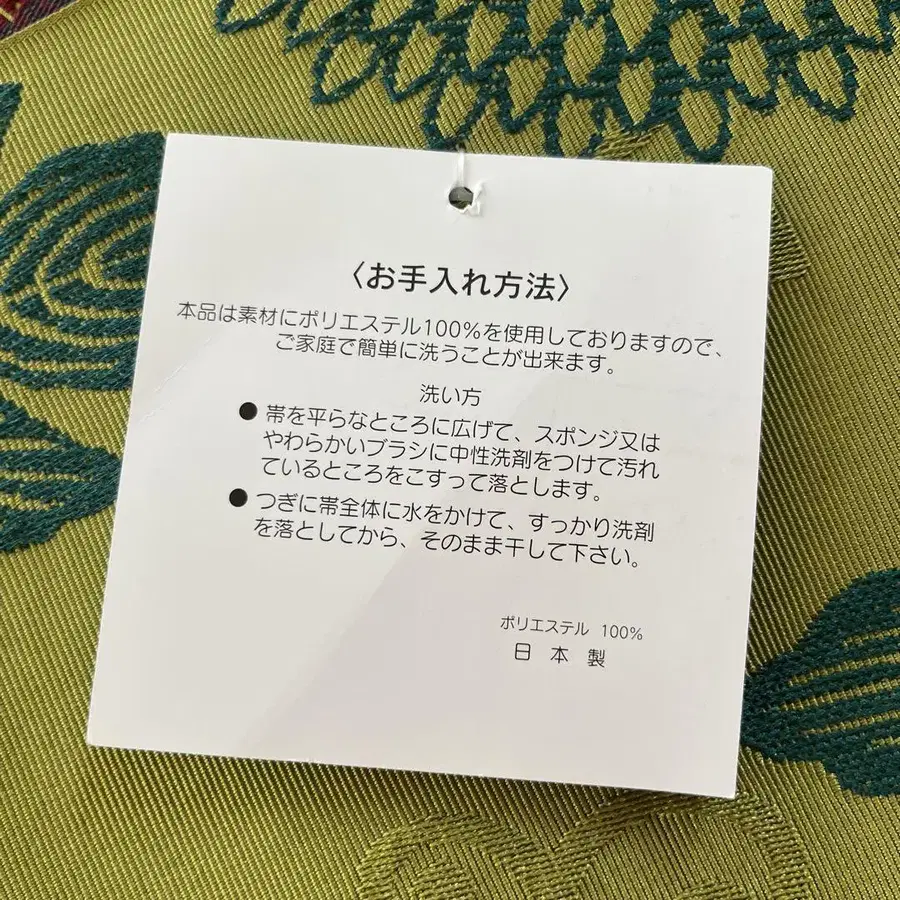 〈お手入れ方法〉
本品は素材にポリエステル100%を使用しておりますので、
ご家庭で簡単に洗うことが出来ます。
洗い方
●帯を平らなところに広げて、スポンジ又は
やわらかいブラシに中性洗剤をつけて汚れ
ているところをこすって落とします。
●つぎに帯全体に水をかけて、すっかり洗剤
を落としてから、そのまま干して下さい。
ポリエステル 100%
日本製